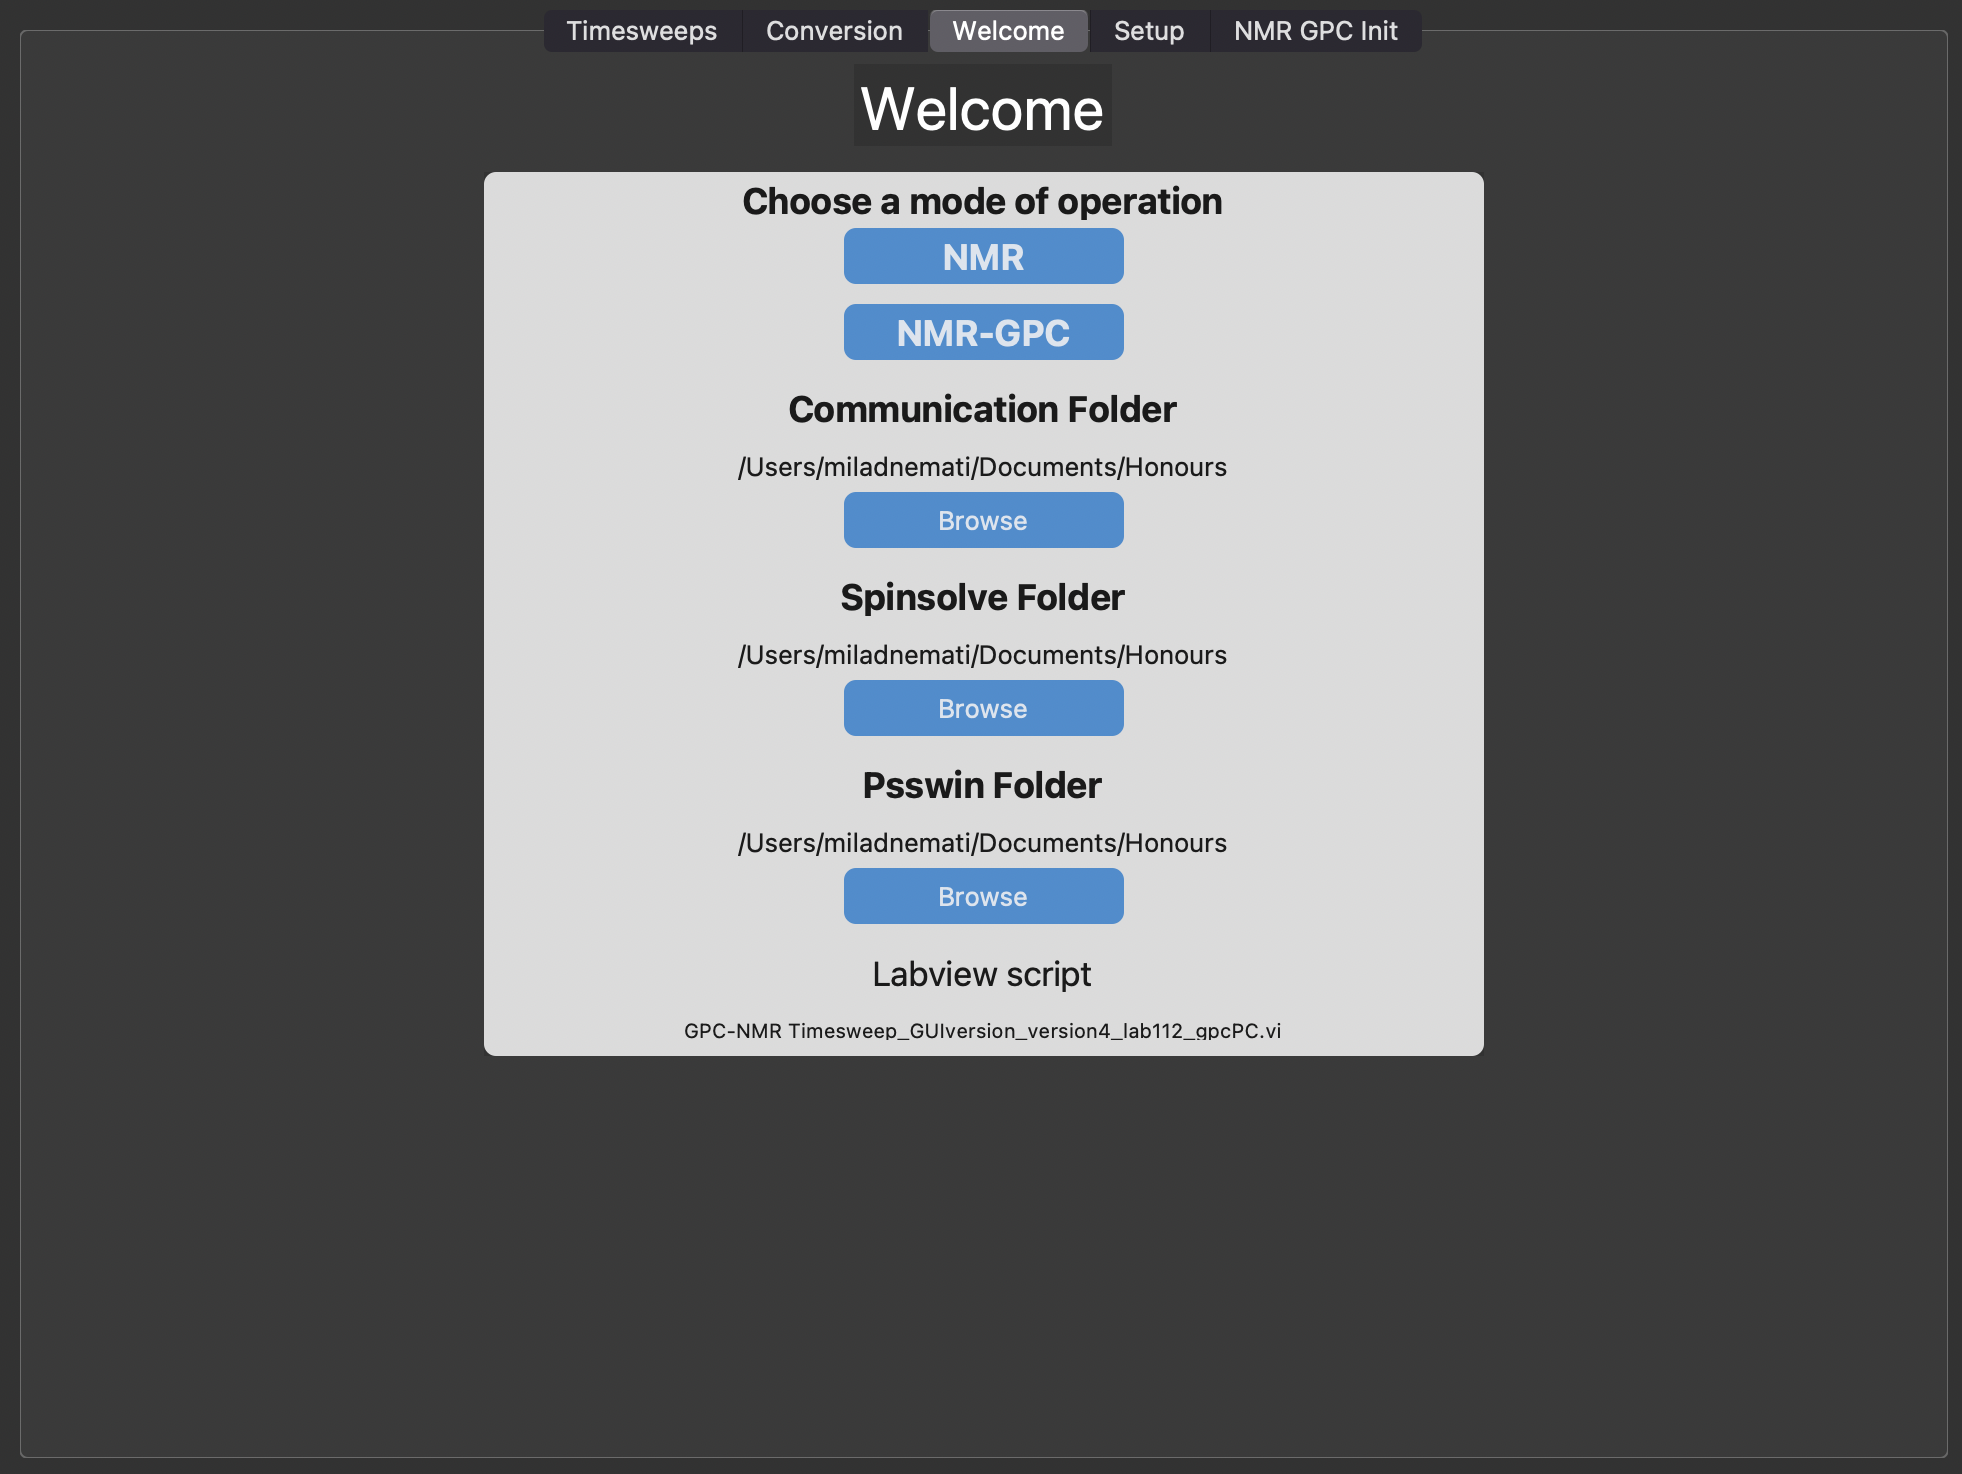 Timesweeps Conversion Welcome Setup NMR GPC Init
Welcome
Choose a mode of operation
NMR
NMR-GPC
Communication Folder
/Users/miladnemati/Documents/Honours
Browse
Spinsolve Folder
/Users/miladnemati/Documents/Honours
Browse
Psswin Folder
/Users/miladnemati/Documents/Honours
Browse
Labview script
GPC-NMR Timesweep_GUIversion_version4_lab112_gpcPC.vi